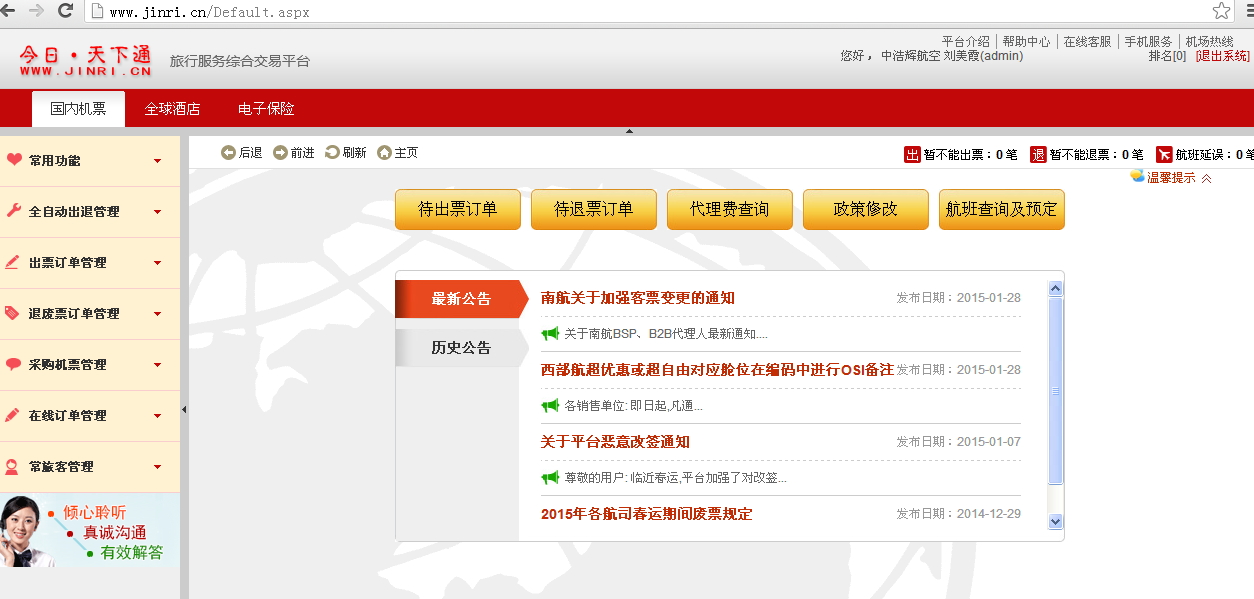 www.jinri.cn/Default.aspx
平台介绍 | 帮助中心 | 在线客服 | 手机服务 | 机场热线
今日·天下通
WWW.JINRI.CN
旅行服务综合交易平台
您好， 中浩辉航空 刘美霞(admin)
排名[0] [退出系统]
国内机票 全球酒店 电子保险
后退 前进 刷新 主页
出 暂不能出票：0 笔 退 暂不能退票：0 笔 航班延误：0 笔
温馨提示
常用功能
全自动出退管理
出票订单管理
退废票订单管理
采购机票管理
在线订单管理
常旅客管理
倾心聆听
真诚沟通
有效解答
待出票订单 待退票订单 代理费查询 政策修改 航班查询及预定
最新公告
历史公告
南航关于加强客票变更的通知 发布日期：2015-01-28
关于南航BSP、B2B代理人最新通知....
西部航超优惠或超自由对应舱位在编码中进行OSI备注 发布日期：2015-01-28
各销售单位: 即日起,凡通...
关于平台恶意改签通知 发布日期：2015-01-07
尊敬的用户: 临近春运,平台加强了对改签...
2015年各航司春运期间废票规定 发布日期：2014-12-29